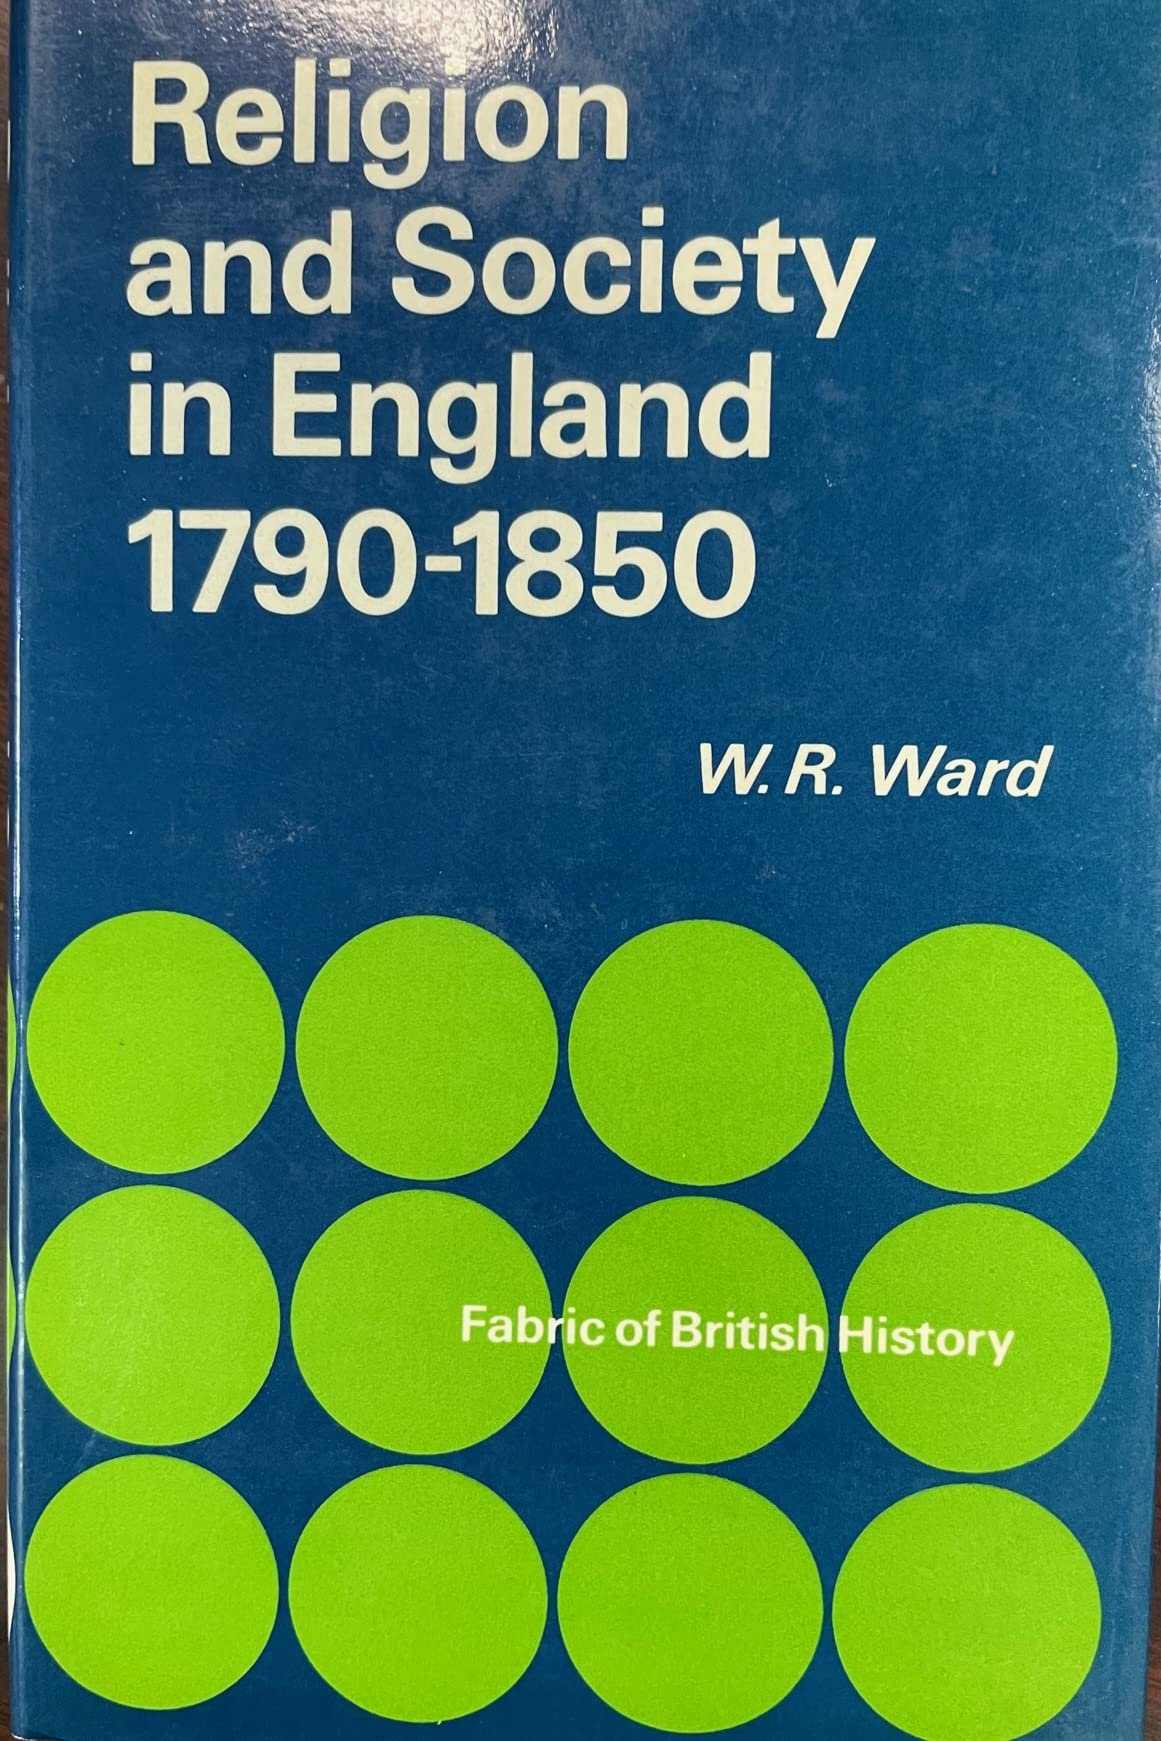 Religion
and Society
in England
1790-1850
W. R. Ward
Fabric of British History